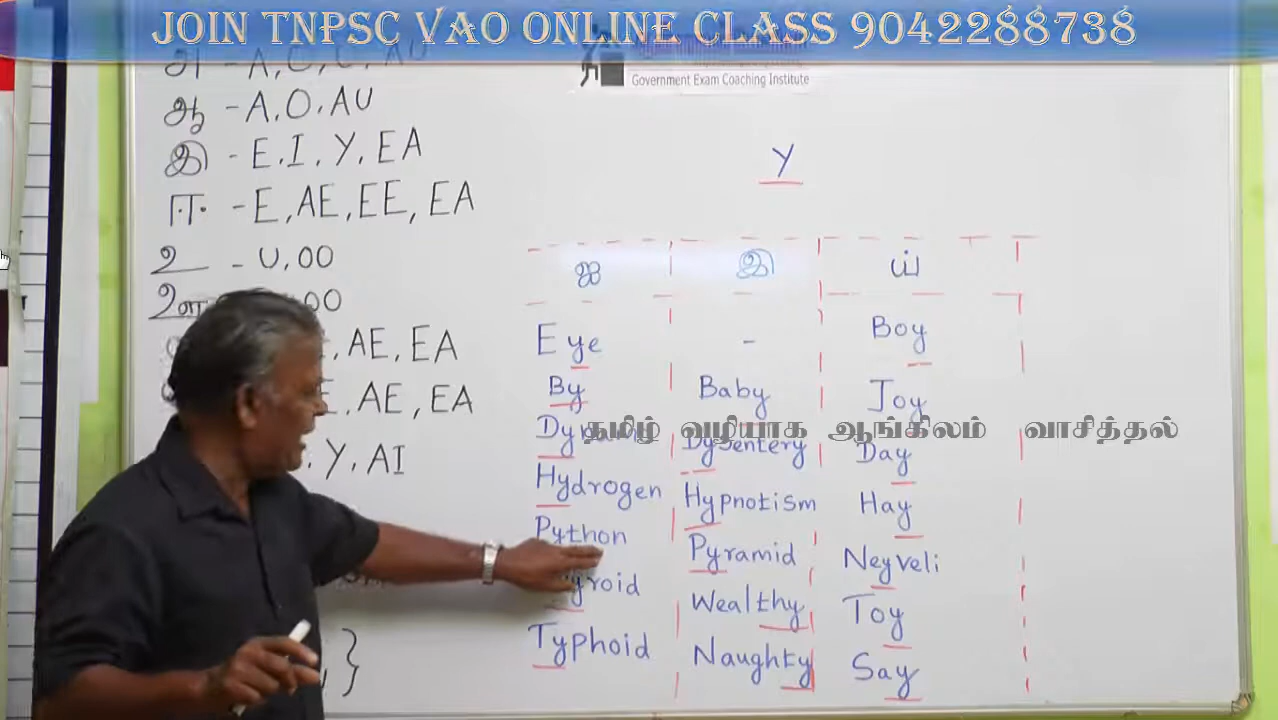 JOIN TNPSC VAO ONLINE CLASS 9042288738
Government Exam Coaching Institute
ஆ - A, O, AU
இ - E, I, Y, EA
ஈ - E, AE, EE, EA
உ - U, OO
ஊ OO
AE, EA
E, AE, EA
Y, AI
Y
ஐ இ ய்
Eye - Boy
By Baby Joy
தமிழ் வழியாக ஆங்கிலம் வாசித்தல்
Dysentery Day
Hydrogen Hypnotism Hay
Python Pyramid Neyveli
Wealthy Toy
Typhoid Naughty Say